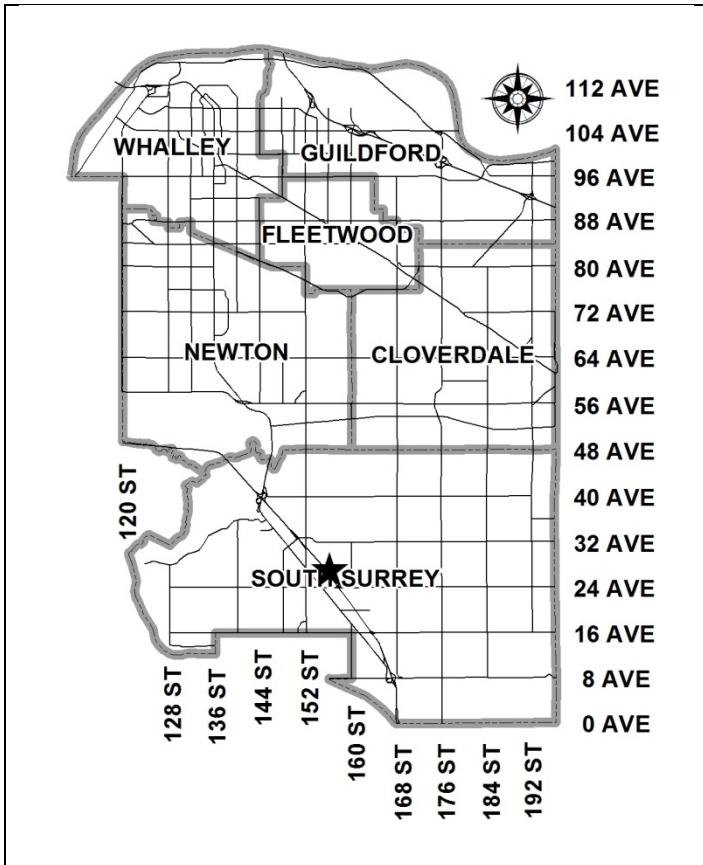 112 AVE
104 AVE
WHALLEY
GUILDFORD
96 AVE
88 AVE
FLEETWOOD
80 AVE
72 AVE
NEWTON
CLOVERDALE
64 AVE
56 AVE
48 AVE
120 ST
40 AVE
32 AVE
SOUTH SURREY
24 AVE
16 AVE
128 ST
136 ST
144 ST
152 ST
8 AVE
160 ST
0 AVE
168 ST
176 ST
184 ST
192 ST